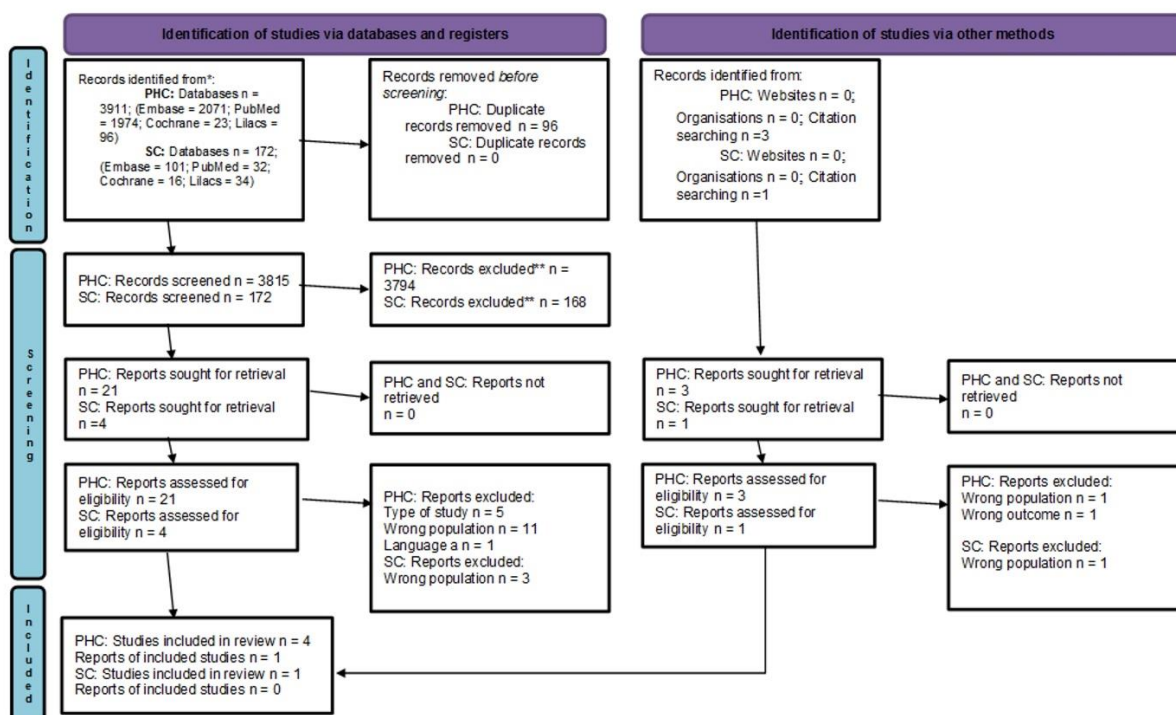 Identification of studies via databases and registers
Identification of studies via other methods
Identification
Records identified from*:
PHC: Databases n =
3911; (Embase = 2071; PubMed
= 1974; Cochrane = 23; Lilacs =
96)
SC: Databases n = 172;
(Embase = 101; PubMed = 32;
Cochrane = 16; Lilacs = 34)
Records removed before
screening:
PHC: Duplicate
records removed n = 96
SC: Duplicate records
removed n = 0
Records identified from:
PHC: Websites n = 0;
Organisations n = 0; Citation
searching n =3
SC: Websites n = 0;
Organisations n = 0; Citation
searching n =1
Screening
PHC: Records screened n = 3815
SC: Records screened n = 172
PHC: Records excluded** n =
3794
SC: Records excluded** n = 168
PHC: Reports sought for retrieval
n = 21
SC: Reports sought for retrieval
n =4
PHC and SC: Reports not
retrieved
n = 0
PHC: Reports sought for retrieval
n = 3
SC: Reports sought for retrieval
n = 1
PHC and SC: Reports not
retrieved
n = 0
PHC: Reports assessed for
eligibility n = 21
SC: Reports assessed for
eligibility n = 4
PHC: Reports excluded:
Type of study n = 5
Wrong population n = 11
Language a n = 1
SC: Reports excluded:
Wrong population n = 3
PHC: Reports assessed for
eligibility n = 3
SC: Reports assessed for
eligibility n = 1
PHC: Reports excluded:
Wrong population n = 1
Wrong outcome n = 1
SC: Reports excluded:
Wrong population n = 1
Included
PHC: Studies included in review n = 4
Reports of included studies n = 1
SC: Studies included in review n = 1
Reports of included studies n = 0